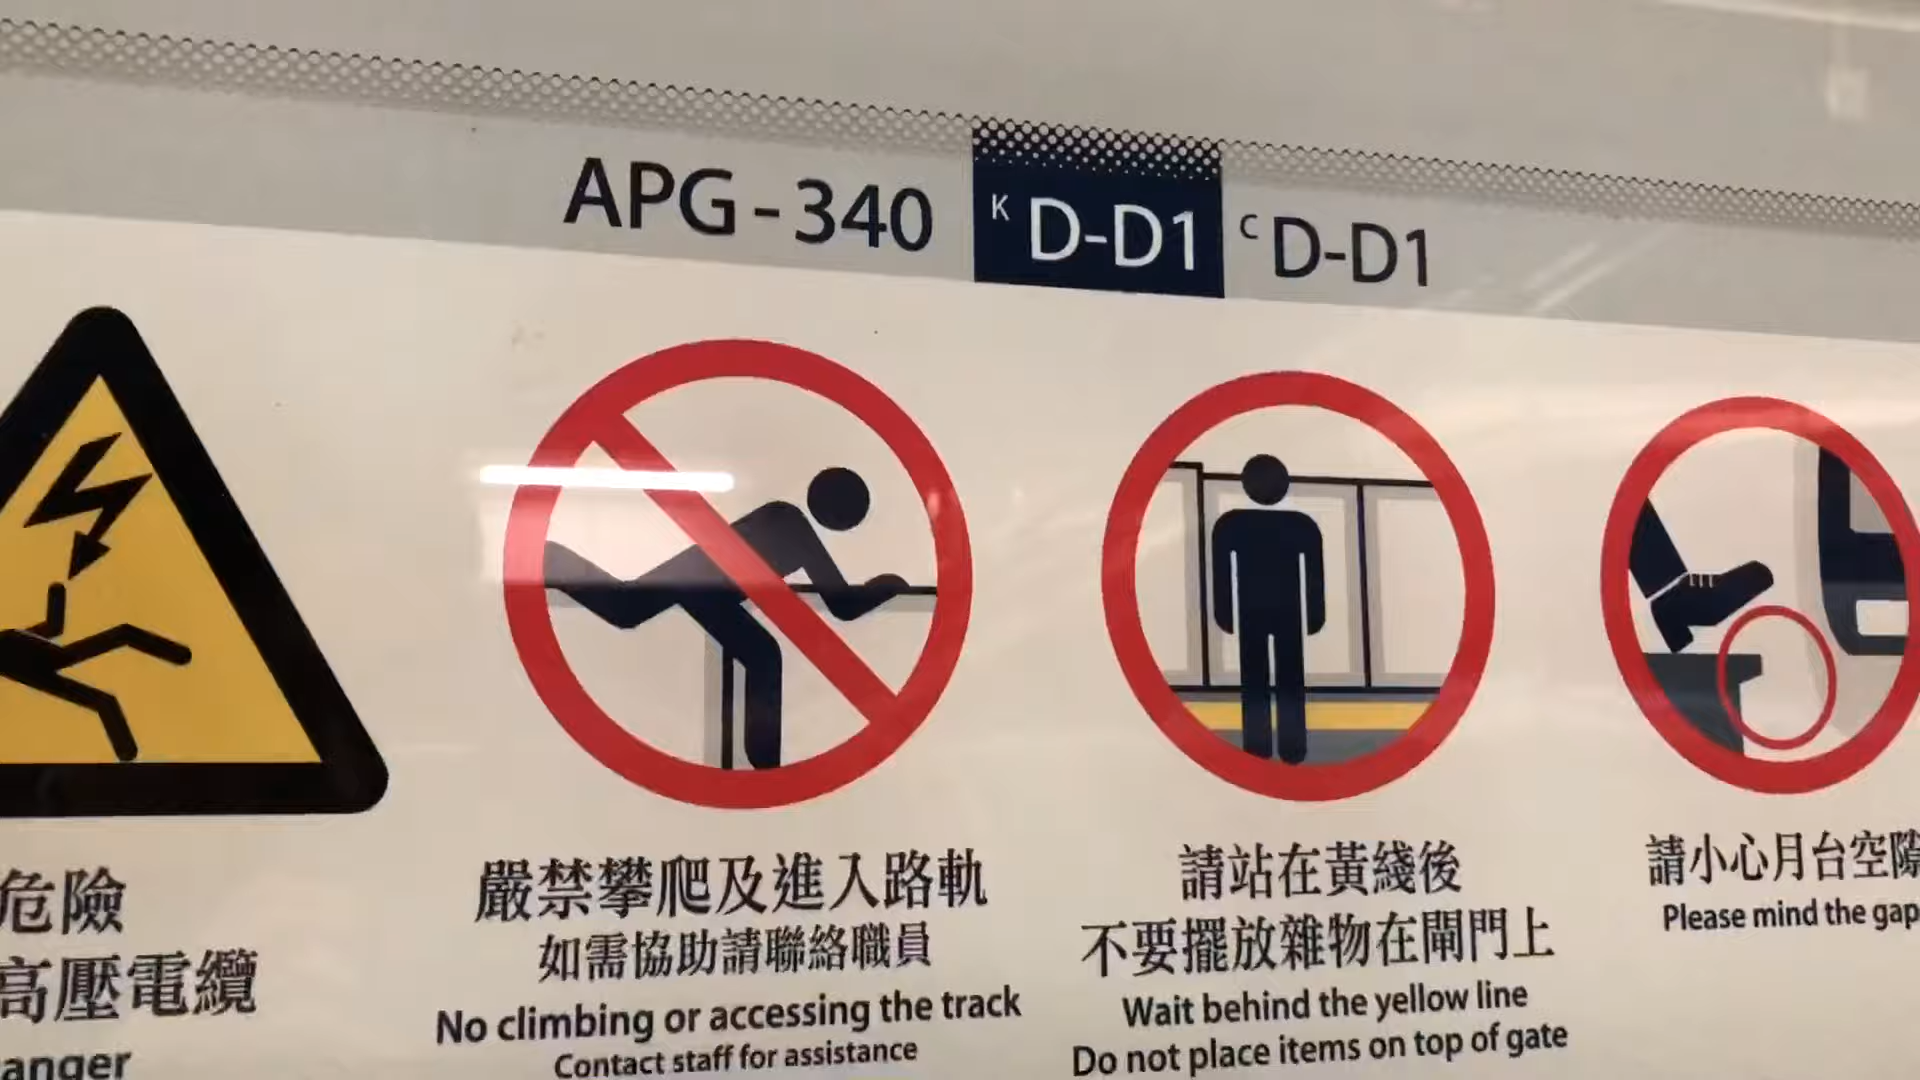 APG-340 K D-D1 C D-D1
危險
高壓電纜
嚴禁攀爬及進入路軌
如需協助請聯絡職員
No climbing or accessing the track
Contact staff for assistance
請站在黃綫後
不要擺放雜物在閘門上
Wait behind the yellow line
Do not place items on top of gate
請小心月台空隙
Please mind the gap